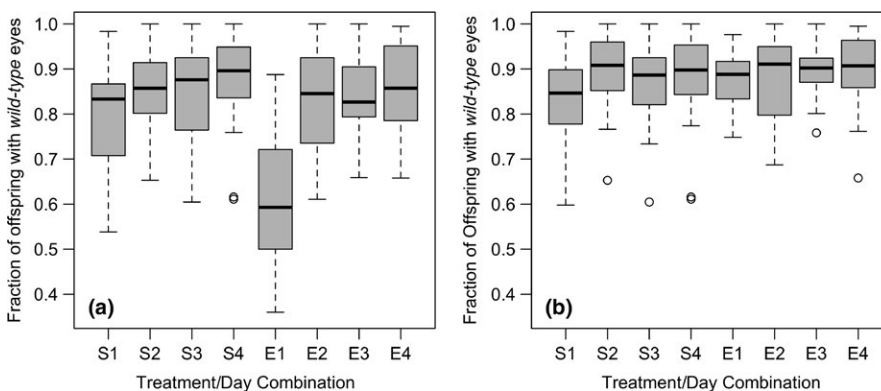 Fraction of offspring with wild-type eyes
1.0
0.9
0.8
0.7
0.6
0.5
0.4
(a)
S1 S2 S3 S4 E1 E2 E3 E4
Treatment/Day Combination
Fraction of Offspring with wild-type eyes
1.0
0.9
0.8
0.7
0.6
0.5
0.4
(b)
S1 S2 S3 S4 E1 E2 E3 E4
Treatment/Day Combination